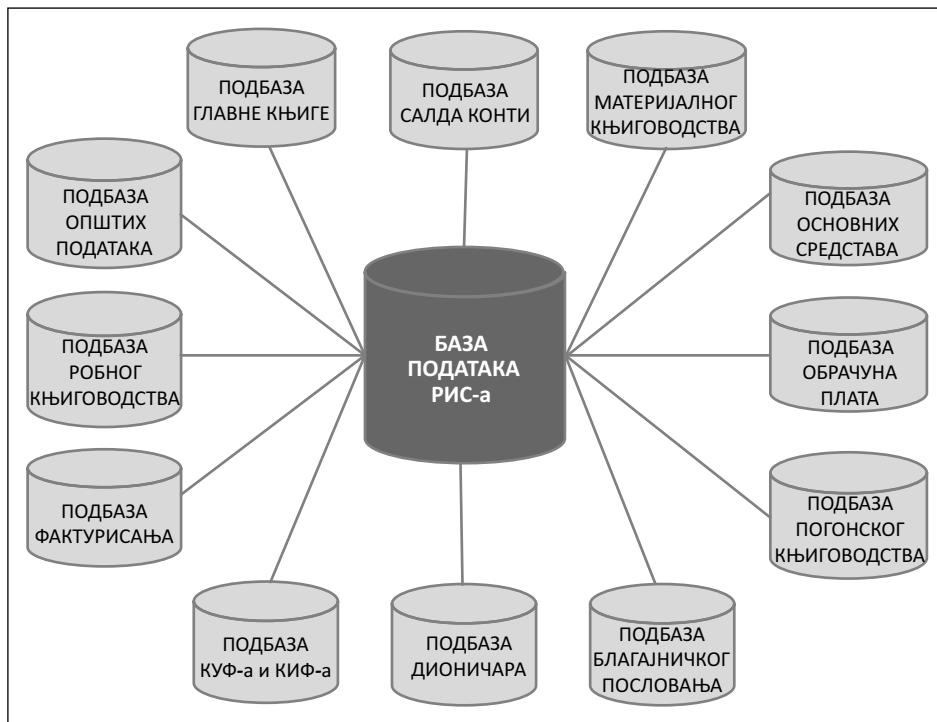 ПОДБАЗА
ГЛАВНЕ КЊИГЕ
ПОДБАЗА
САЛДА КОНТИ
ПОДБАЗА
МАТЕРИЈАЛНОГ
КЊИГОВОДСТВА
ПОДБАЗА
ОПШТИХ
ПОДАТАКА
ПОДБАЗА
ОСНОВНИХ
СРЕДСТАВА
БАЗА
ПОДАТАКА
РИС-а
ПОДБАЗА
РОБНОГ
КЊИГОВОДСТВА
ПОДБАЗА
ОБРАЧУНА
ПЛАТА
ПОДБАЗА
ФАКТУРИСАЊА
ПОДБАЗА
ПОГОНСКОГ
КЊИГОВОДСТВА
ПОДБАЗА
КУФ-а и КИФ-а
ПОДБАЗА
ДИОНИЧАРА
ПОДБАЗА
БЛАГАЈНИЧКОГ
ПОСЛОВАЊА